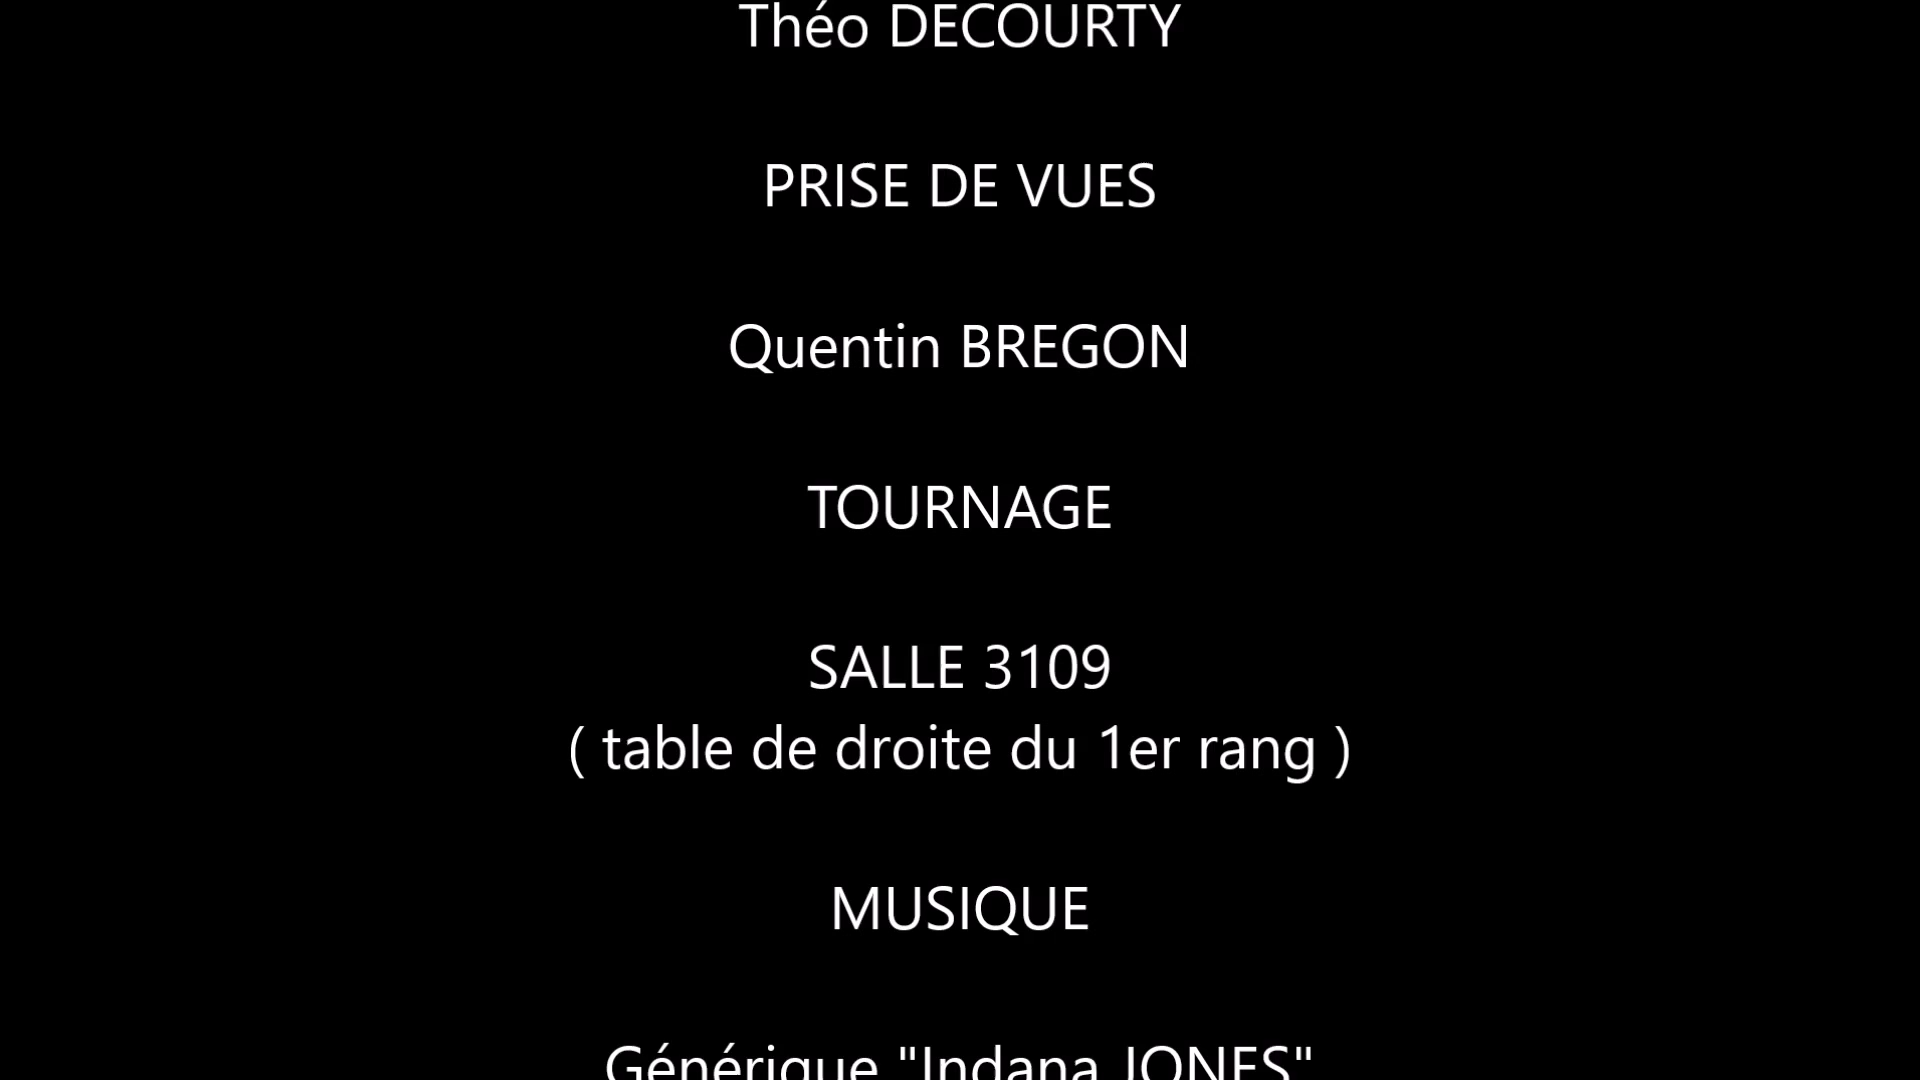 Théo DECOURTY
PRISE DE VUES
Quentin BREGON
TOURNAGE
SALLE 3109
( table de droite du 1er rang )
MUSIQUE
Générique "Indana JONES"